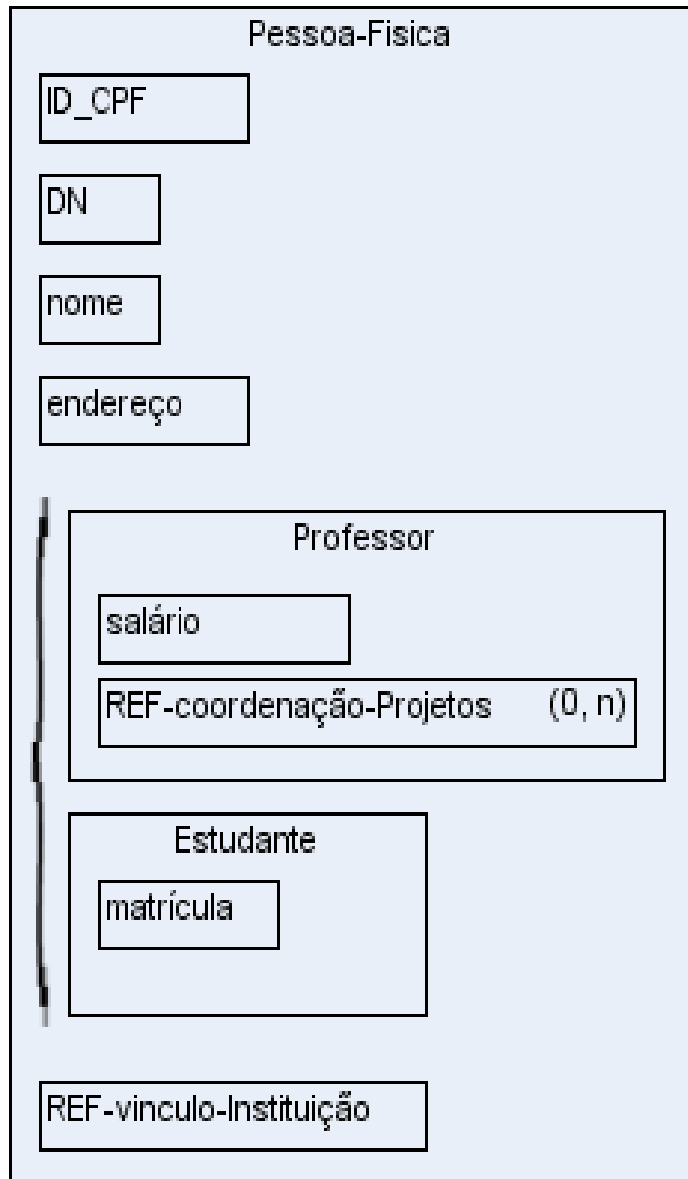 Pessoa-Fisica
ID_CPF
DN
nome
endereço
Professor
salário
REF-coordenação-Projetos (0, n)
Estudante
matrícula
REF-vinculo-Instituição